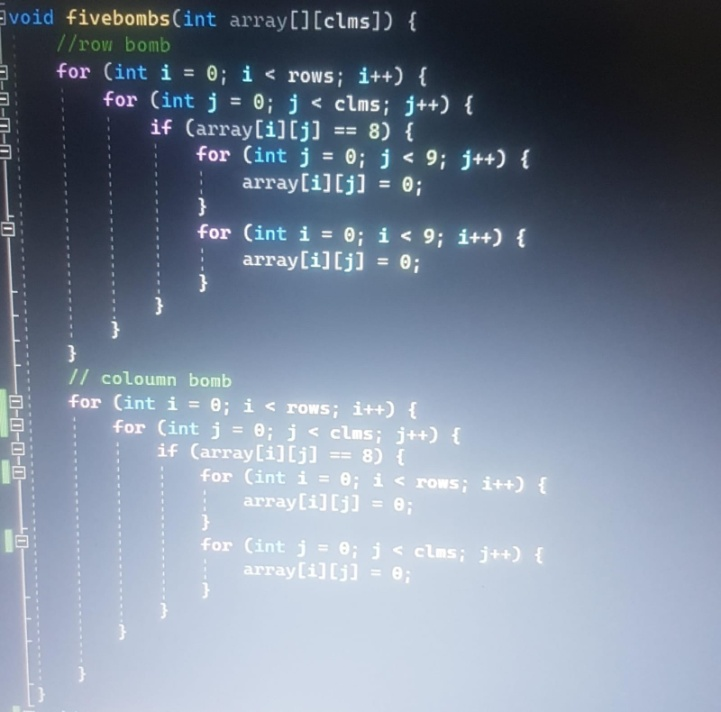 void fivebombs(int array[][clms]) {
//row bomb
for (int i = 0; i < rows; i++) {
for (int j = 0; j < clms; j++) {
if (array[i][j] == 8) {
for (int j = 0; j < 9; j++) {
array[i][j] = 0;
}
for (int i = 0; i < 9; i++) {
array[i][j] = 0;
}
}
}
}
// coloumn bomb
for (int i = 0; i < rows; i++) {
for (int j = 0; j < clms; j++) {
if (array[i][j] == 8) {
for (int i = 0; i < rows; i++) {
array[i][j] = 0;
}
for (int j = 0; j < clms; j++) {
array[i][j] = 0;
}
}
}
}
}